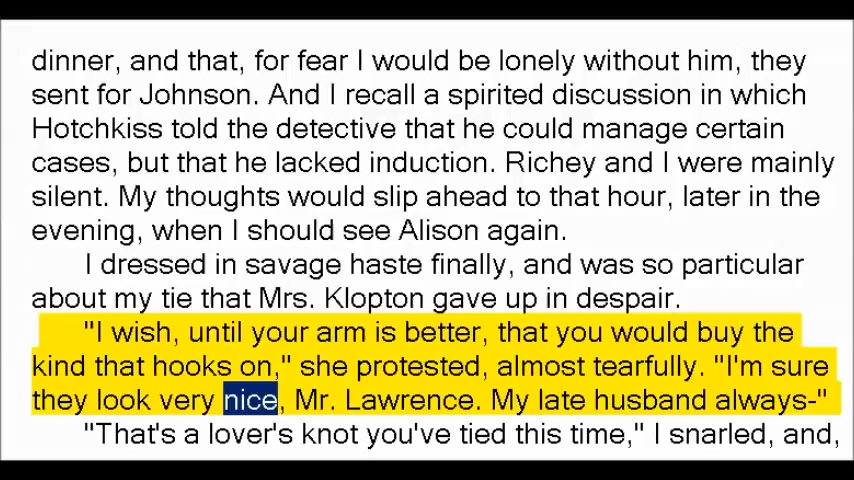 dinner, and that, for fear I would be lonely without him, they
sent for Johnson. And I recall a spirited discussion in which
Hotchkiss told the detective that he could manage certain
cases, but that he lacked induction. Richey and I were mainly
silent. My thoughts would slip ahead to that hour, later in the
evening, when I should see Alison again.
I dressed in savage haste finally, and was so particular
about my tie that Mrs. Klopton gave up in despair.
"I wish, until your arm is better, that you would buy the
kind that hooks on," she protested, almost tearfully. "I'm sure
they look very nice, Mr. Lawrence. My late husband always-"
"That's a lover's knot you've tied this time," I snarled, and,